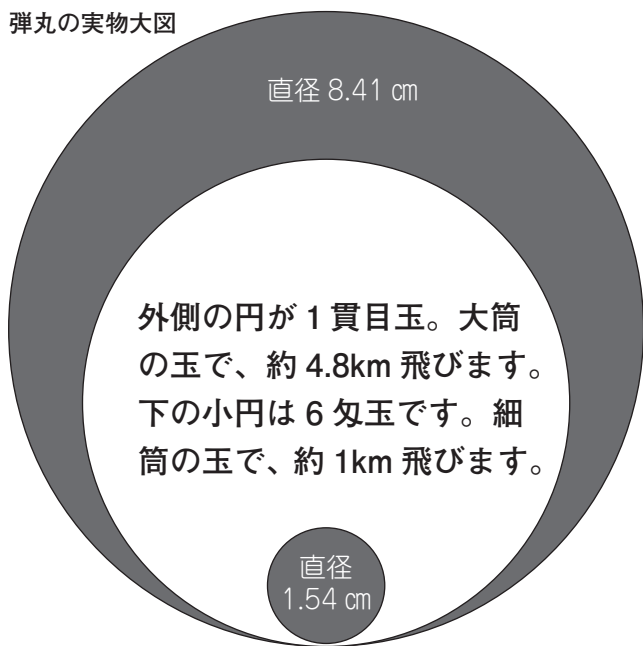 弾丸の実物大図
直径 8.41 ㎝
外側の円が 1 貫目玉。大筒
の玉で、約 4.8km 飛びます。
下の小円は 6 匁玉です。細
筒の玉で、約 1km 飛びます。
直径
1.54 ㎝